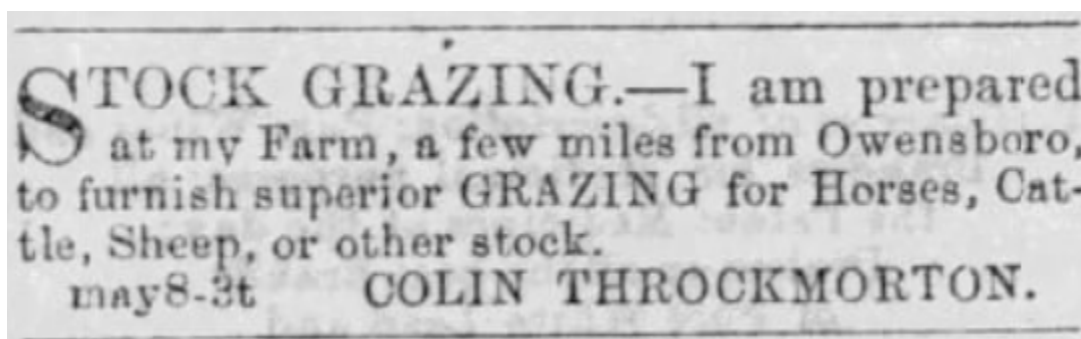 STOCK GRAZING.—I am prepared
at my Farm, a few miles from Owensboro,
to furnish superior GRAZING for Horses, Cat-
tle, Sheep, or other stock.
may8-3t COLIN THROCKMORTON.